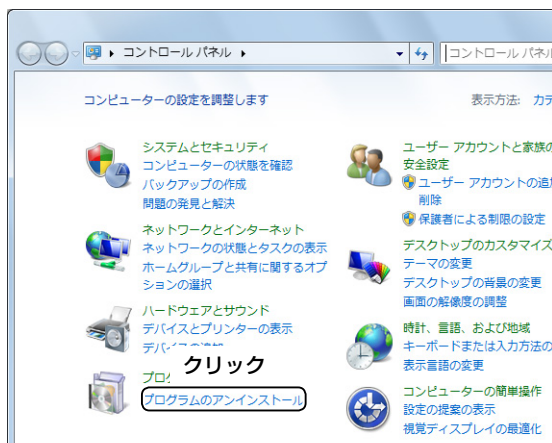 コントロール パネル
コントロール パネル
コンピューターの設定を調整します
表示方法:
システムとセキュリティ
コンピューターの状態を確認
バックアップの作成
問題の発見と解決
ネットワークとインターネット
ネットワークの状態とタスクの表示
ホームグループと共有に関するオプ
ションの選択
ハードウェアとサウンド
デバイスとプリンターの表示
クリック
プログラムのアンインストール
ユーザー アカウントと家族の
安全設定
ユーザー アカウントの追加
削除
保護者による制限の設定
デスクトップのカスタマイズ
テーマの変更
デスクトップの背景の変更
画面の解像度の調整
時計、言語、および地域
キーボードまたは入力方法の
表示言語の変更
コンピューターの簡単操作
設定の提案の表示
視覚ディスプレイの最適化